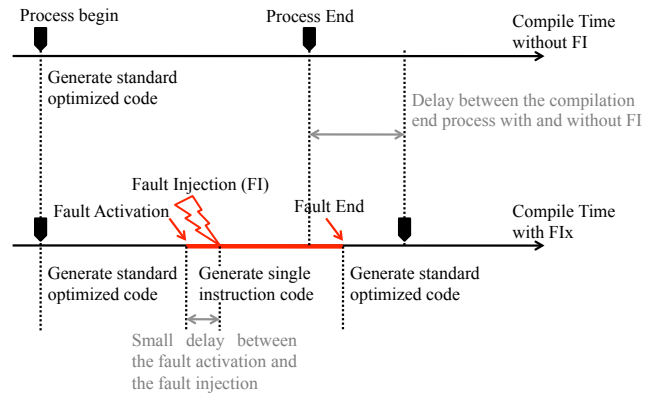 Process begin
Process End
Compile Time
without FI
Generate standard
optimized code
Delay between the compilation
end process with and without FI
Fault Injection (FI)
Fault Activation
Fault End
Compile Time
with FIx
Generate standard
optimized code
Generate single
instruction code
Generate standard
optimized code
Small delay between
the fault activation and
the fault injection